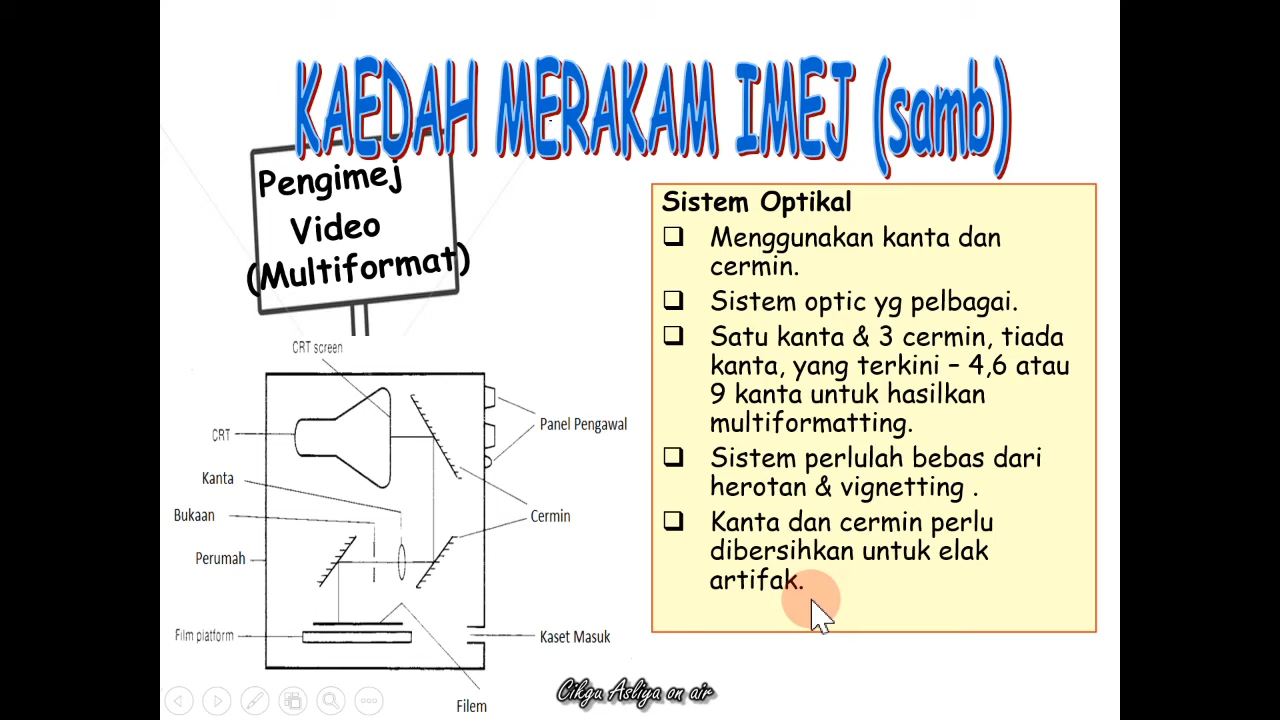 KAEDAH MERAKAM IMEJ (samb)
Pengimej
Video
(Multiformat)
CRT screen
CRT
Kanta
Bukaan
Perumah
Film platform
Panel Pengawal
Cermin
Kaset Masuk
Filem
Sistem Optikal
❑ Menggunakan kanta dan
cermin.
❑ Sistem optic yg pelbagai.
❑ Satu kanta & 3 cermin, tiada
kanta, yang terkini – 4,6 atau
9 kanta untuk hasilkan
multiformatting.
❑ Sistem perlulah bebas dari
herotan & vignetting .
❑ Kanta dan cermin perlu
dibersihkan untuk elak
artifak.
Cikgu Asliya on air